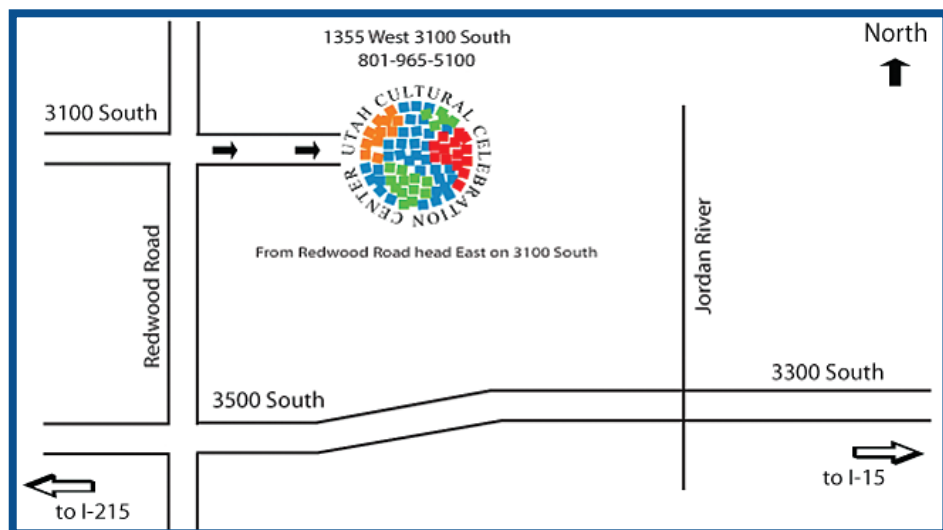 1355 West 3100 South
801-965-5100
North
3100 South
UTAH CULTURAL CELEBRATION CENTER
From Redwood Road head East on 3100 South
Redwood Road
Jordan River
3500 South
3300 South
to I-215
to I-15